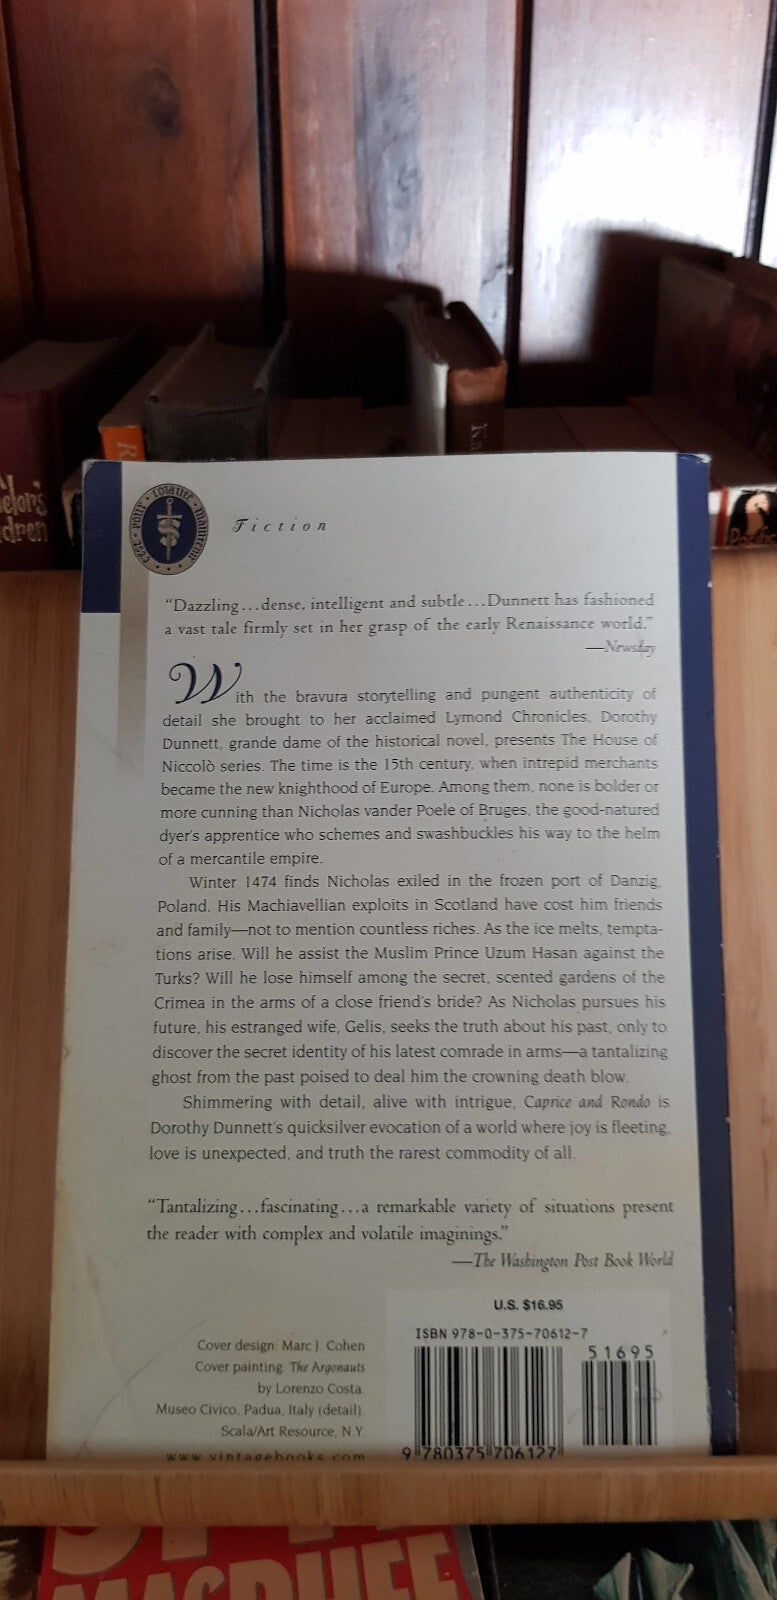 Fiction
"Dazzling...dense, intelligent and subtle...Dunnett has fashioned
a vast tale firmly set in her grasp of the early Renaissance world."
—Newsday
With the bravura storytelling and pungent authenticity of
detail she brought to her acclaimed Lymond Chronicles, Dorothy
Dunnett, grande dame of the historical novel, presents The House of
Niccolò series. The time is the 15th century, when intrepid merchants
became the new knighthood of Europe. Among them, none is bolder or
more cunning than Nicholas vander Poele of Bruges, the good-natured
dyer's apprentice who schemes and swashbuckles his way to the helm
of a mercantile empire.
Winter 1474 finds Nicholas exiled in the frozen port of Danzig,
Poland. His Machiavellian exploits in Scotland have cost him friends
and family—not to mention countless riches. As the ice melts, tempta-
tions arise. Will he assist the Muslim Prince Uzum Hasan against the
Turks? Will he lose himself among the secret, scented gardens of the
Crimea in the arms of a close friend's bride? As Nicholas pursues his
future, his estranged wife, Gelis, seeks the truth about his past, only to
discover the secret identity of his latest comrade in arms—a tantalizing
ghost from the past poised to deal him the crowning death blow.
Shimmering with detail, alive with intrigue, Caprice and Rondo is
Dorothy Dunnett's quicksilver evocation of a world where joy is fleeting,
love is unexpected, and truth the rarest commodity of all.
"Tantalizing...fascinating...a remarkable variety of situations present
the reader with complex and volatile imaginings."
—The Washington Post Book World
U.S. $16.95
ISBN 978-0-375-70612-7
51695
9 780375 706127
Cover design: Marc J. Cohen
Cover painting: The Argonauts
by Lorenzo Costa.
Museo Civico, Padua, Italy (detail).
Scala/Art Resource, N.Y.
www.vintagebooks.com